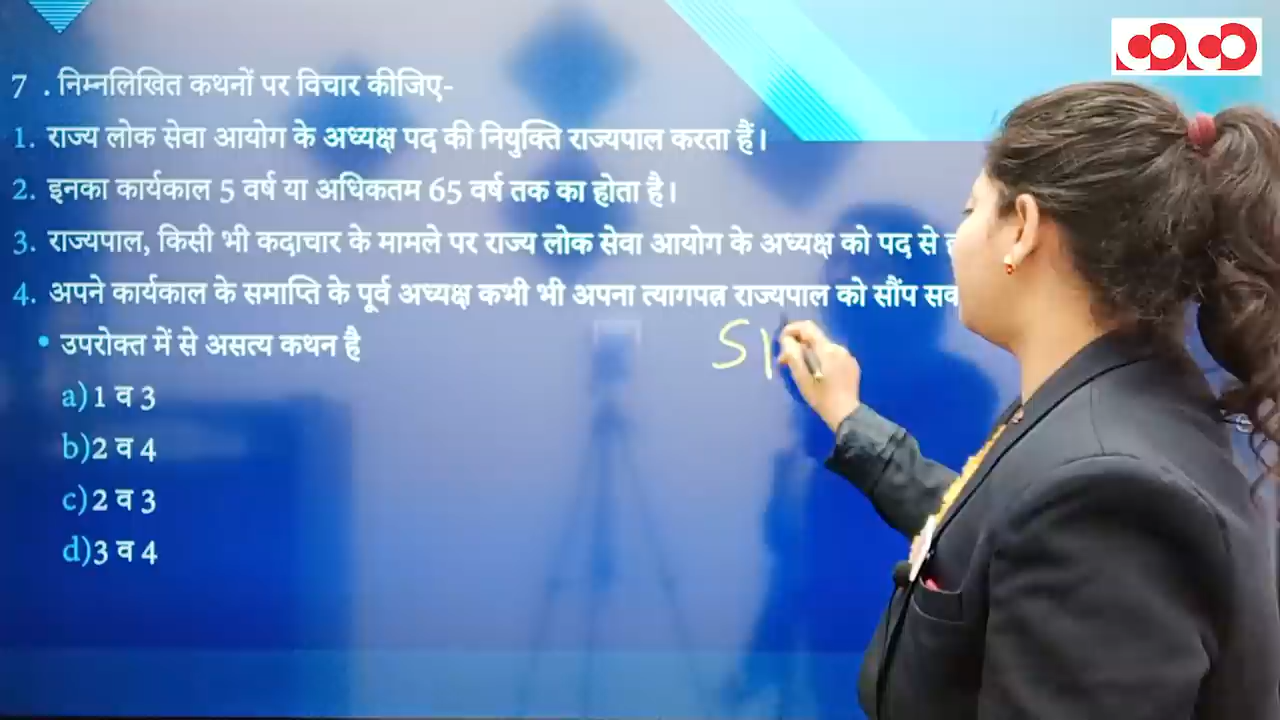 7 . निम्नलिखित कथनों पर विचार कीजिए-
1. राज्य लोक सेवा आयोग के अध्यक्ष पद की नियुक्ति राज्यपाल करता हैं।
2. इनका कार्यकाल 5 वर्ष या अधिकतम 65 वर्ष तक का होता है।
3. राज्यपाल, किसी भी कदाचार के मामले पर राज्य लोक सेवा आयोग के अध्यक्ष को पद से
4. अपने कार्यकाल के समाप्ति के पूर्व अध्यक्ष कभी भी अपना त्यागपत्र राज्यपाल को सौंप
• उपरोक्त में से असत्य कथन है
a)1 व 3
b)2 व 4
c)2 व 3
d)3 व 4